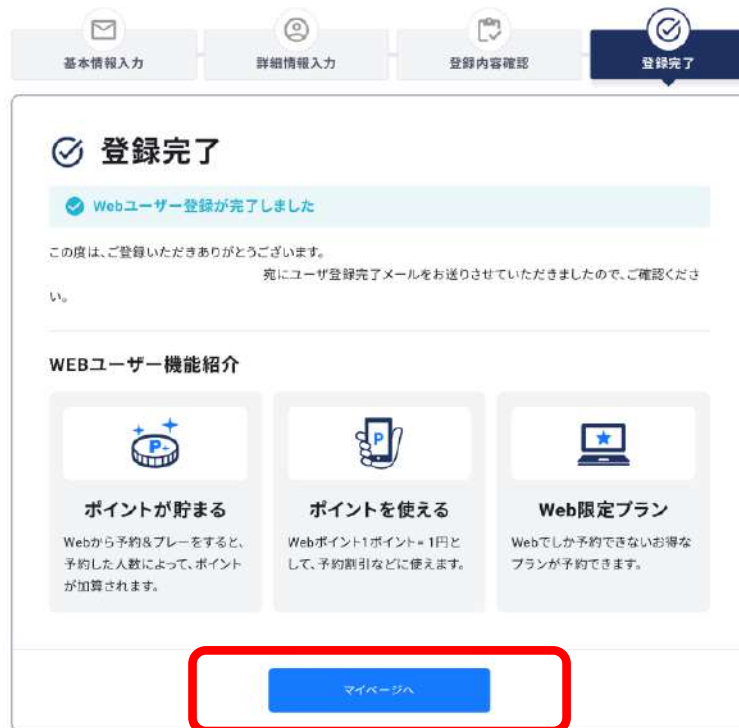 基本情報入力
詳細情報入力
登録内容確認
登録完了
登録完了
Webユーザー登録が完了しました
この度は、ご登録いただきありがとうございます。
宛にユーザ登録完了メールをお送りさせていただきましたので、ご確認くださ
い。
WEBユーザー機能紹介
P
ポイントが貯まる
Webから予約&プレーをすると、
予約した人数によって、ポイント
が加算されます。
P
ポイントを使える
Webポイント1ポイント=1円と
して、予約割引などに使えます。
Web限定プラン
Webでしか予約できないお得な
プランが予約できます。
マイページへ